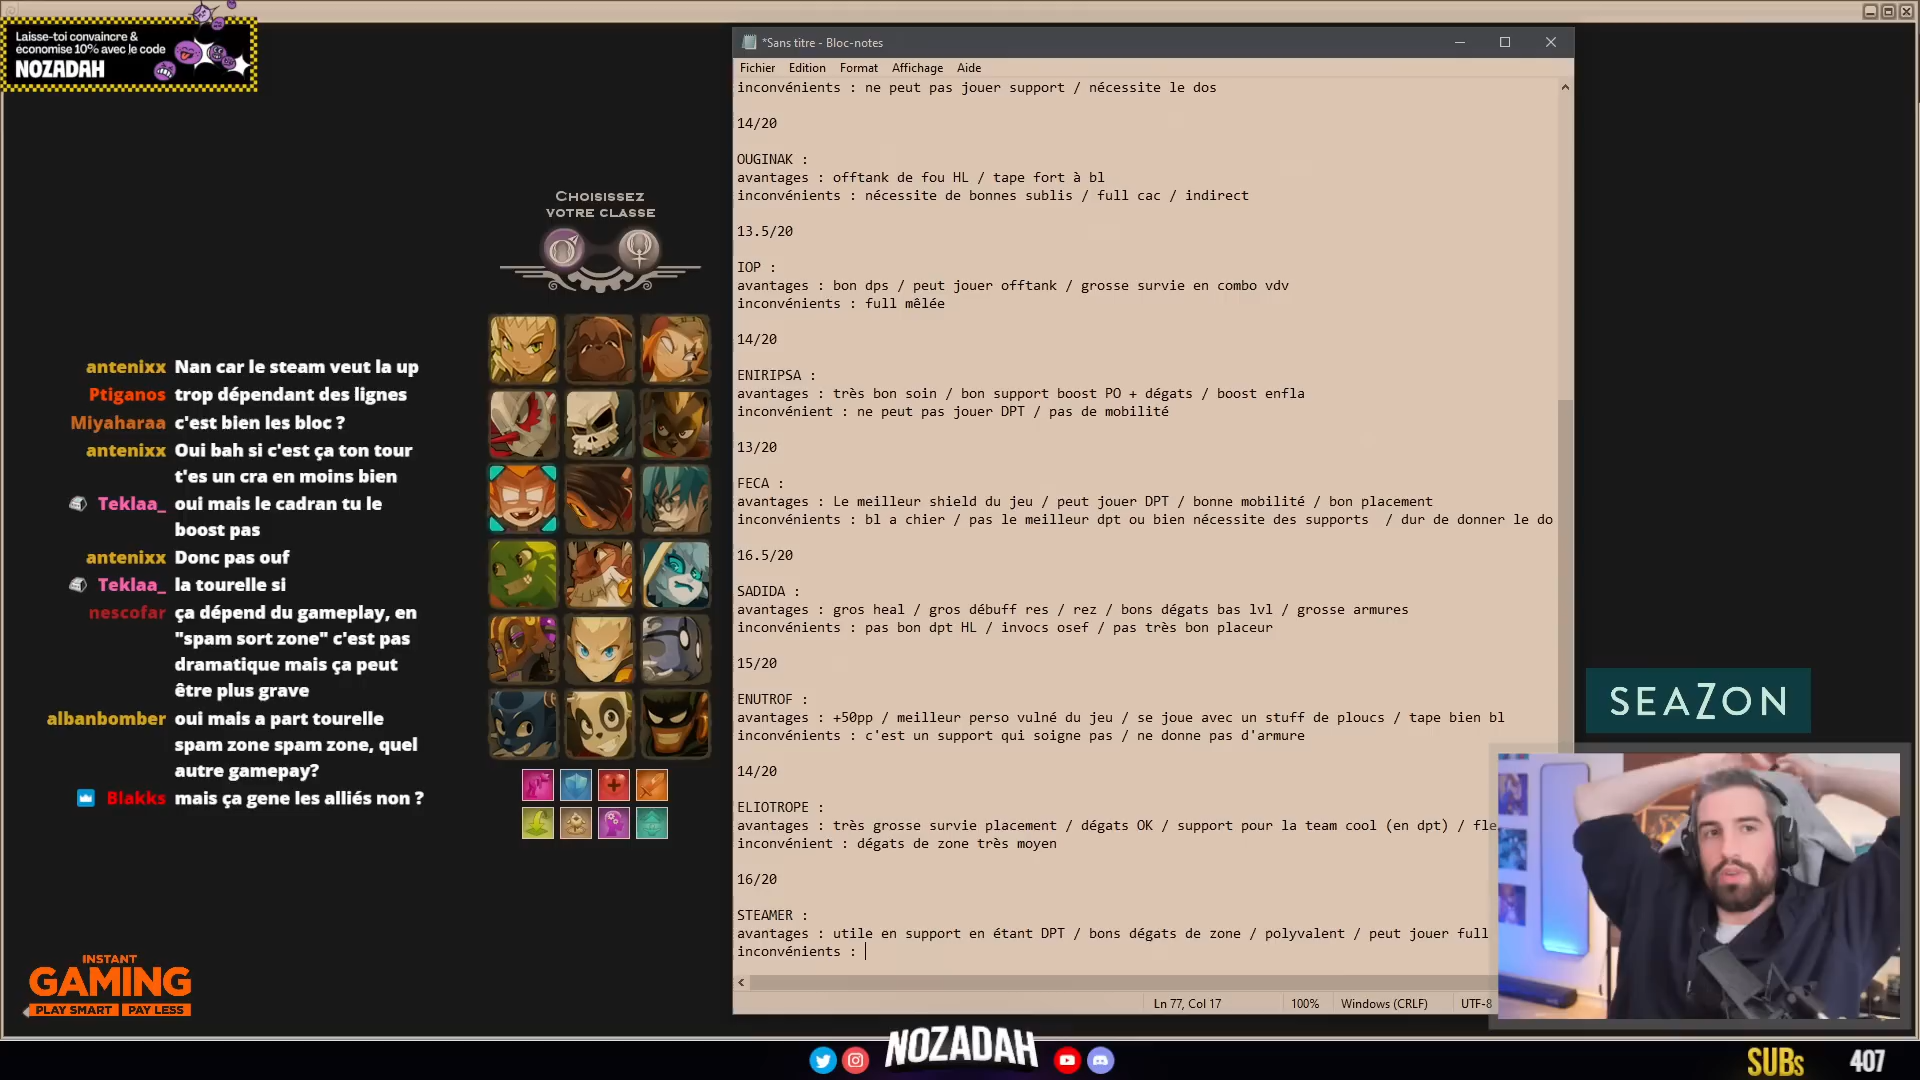 Laisse-toi convaincre &
économise 10% avec le code
NOZADAH
*Sans titre - Bloc-notes
Fichier Edition Format Affichage Aide
inconvénients : ne peut pas jouer support / nécessite le dos
14/20
OUGINAK :
avantages : offtank de fou HL / tape fort à bl
inconvénients : nécessite de bonnes sublis / full cac / indirect
13.5/20
IOP :
avantages : bon dps / peut jouer offtank / grosse survie en combo vdv
inconvénients : full mêlée
14/20
ENIRIPSA :
avantages : très bon soin / bon support boost PO + dégats / boost enfla
inconvénient : ne peut pas jouer DPT / pas de mobilité
13/20
FECA :
avantages : Le meilleur shield du jeu / peut jouer DPT / bonne mobilité / bon placement
inconvénients : bl a chier / pas le meilleur dpt ou bien nécessite des supports  / dur de donner le do
16.5/20
SADIDA :
avantages : gros heal / gros débuff res / rez / bons dégats bas lvl / grosse armures
inconvénients : pas bon dpt HL / invocs osef / pas très bon placeur
15/20
ENUTROF :
avantages : +50pp / meilleur perso vulné du jeu / se joue avec un stuff de ploucs / tape bien bl
inconvénients : c'est un support qui soigne pas / ne donne pas d'armure
14/20
ELIOTROPE :
avantages : très grosse survie placement / dégats OK / support pour la team cool (en dpt) / fle
inconvénient : dégats de zone très moyen
16/20
STEAMER :
avantages : utile en support en étant DPT / bons dégats de zone / polyvalent / peut jouer full
inconvénients :
Ln 77, Col 17 100% Windows (CRLF) UTF-8
CHOISISSEZ
VOTRE CLASSE
antenixx Nan car le steam veut la up
Ptiganos trop dépendant des lignes
Miyaharaa c'est bien les bloc ?
antenixx Oui bah si c'est ça ton tour
t'es un cra en moins bien
Teklaa_ oui mais le cadran tu le
boost pas
antenixx Donc pas ouf
Teklaa_ la tourelle si
nescofar ça dépend du gameplay, en
"spam sort zone" c'est pas
dramatique mais ça peut
être plus grave
albanbomber oui mais a part tourelle
spam zone spam zone, quel
autre gamepay?
Blakks mais ça gene les alliés non ?
SEAZON
INSTANT
GAMING
PLAY SMART PAY LESS
NOZADAH
SUBs 407